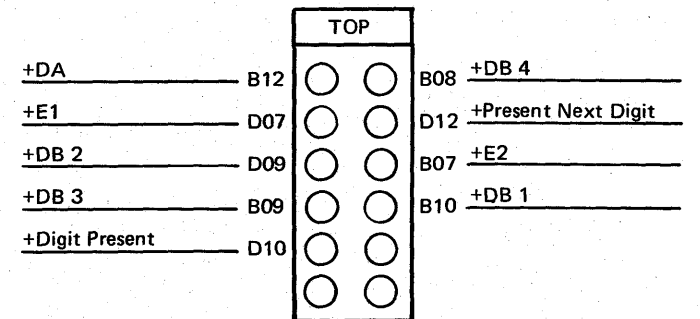 TOP
+DA B12 B08 +DB 4
+E1 D07 D12 +Present Next Digit
+DB 2 D09 B07 +E2
+DB 3 B09 B10 +DB 1
+Digit Present D10